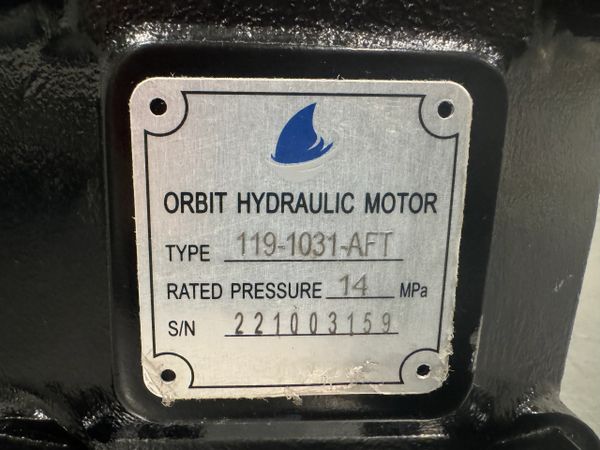 ORBIT HYDRAULIC MOTOR
TYPE 119-1031-AFT
RATED PRESSURE 14 MPa
S/N 221003159